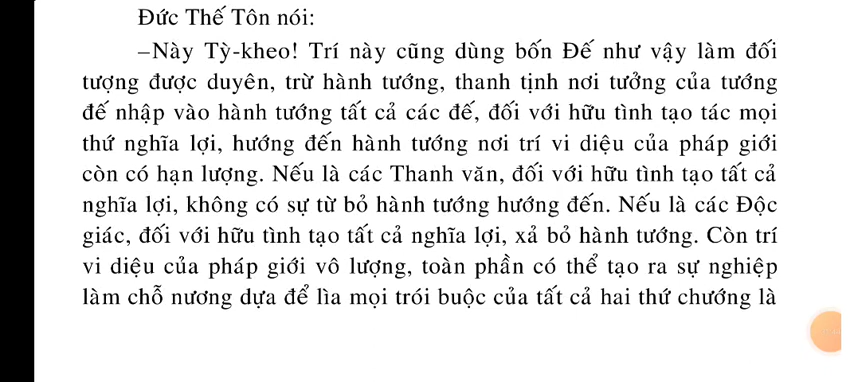 Đức Thế Tôn nói:
–Này Tỳ-kheo! Trí này cũng dùng bốn Đế như vậy làm đối
tượng được duyên, trừ hành tướng, thanh tịnh nơi tưởng của tướng
đế nhập vào hành tướng tất cả các đế, đối với hữu tình tạo tác mọi
thứ nghĩa lợi, hướng đến hành tướng nơi trí vi diệu của pháp giới
còn có hạn lượng. Nếu là các Thanh văn, đối với hữu tình tạo tất cả
nghĩa lợi, không có sự từ bỏ hành tướng hướng đến. Nếu là các Độc
giác, đối với hữu tình tạo tất cả nghĩa lợi, xả bỏ hành tướng. Còn trí
vi diệu của pháp giới vô lượng, toàn phần có thể tạo ra sự nghiệp
làm chỗ nương dựa để lìa mọi trói buộc của tất cả hai thứ chướng là